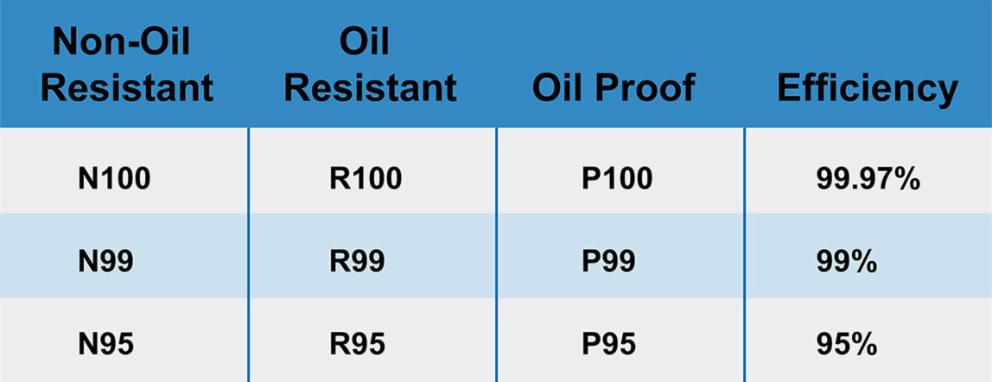 Non-Oil Resistant Oil Resistant Oil Proof Efficiency
N100 R100 P100 99.97%
N99 R99 P99 99%
N95 R95 P95 95%